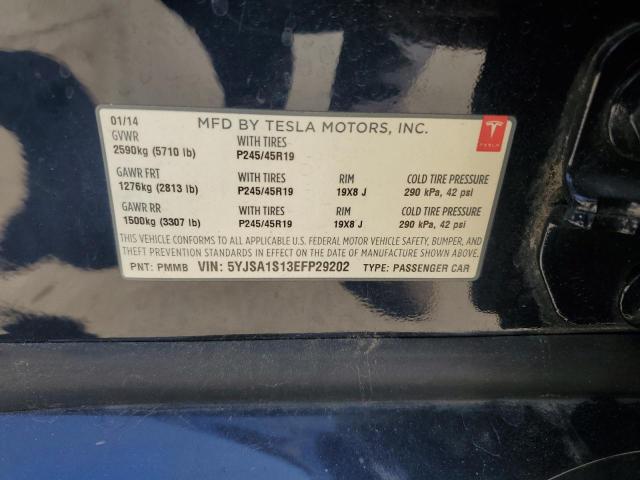 01/14
MFD BY TESLA MOTORS, INC.
GVWR
2590kg (5710 lb)
WITH TIRES
P245/45R19
TESLA
GAWR FRT
1276kg (2813 lb)
WITH TIRES
P245/45R19
RIM
19X8 J
COLD TIRE PRESSURE
290 kPa, 42 psi
GAWR RR
1500kg (3307 lb)
WITH TIRES
P245/45R19
RIM
19X8 J
COLD TIRE PRESSURE
290 kPa, 42 psi
THIS VEHICLE CONFORMS TO ALL APPLICABLE U.S. FEDERAL MOTOR VEHICLE SAFETY, BUMPER, AND
THEFT PREVENTION STANDARDS IN EFFECT ON THE DATE OF MANUFACTURE SHOWN ABOVE.
PNT: PMMB VIN: 5YJSA1S13EFP29202 TYPE: PASSENGER CAR